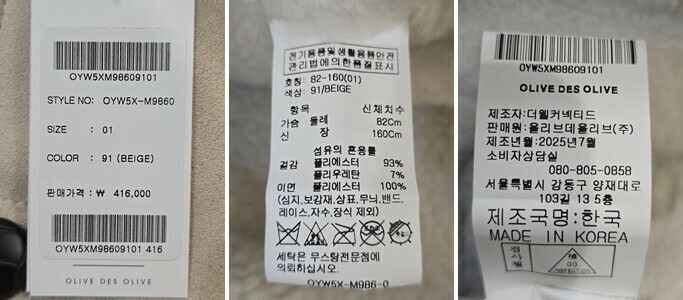 OYW5XM98609101
STYLE NO: OYW5X-M9860
SIZE : 01
COLOR : 91 (BEIGE)
판매가격 : ₩ 416,000
OYW5XM98609101 416
OLIVE DES OLIVE
전기용품및생활용품안전
관리법에의한품질표시
호칭: 82-160(01)
색상: 91/BEIGE
항목 신체치수
가슴 둘레 82Cm
신 장 160Cm
섬유의 혼용률
겉감 폴리에스터 93%
폴리우레탄 7%
이면 폴리에스터 100%
(심지,보강재,상표,무늬,밴드,
레이스,자수,장식 제외)
세탁은 무스탕전문점에
의뢰하십시오.
OYW5X-M986-0
OYW5XM98609101
OLIVE DES OLIVE
제조자:더웰커넥티드
판매원:올리브데올리브(주)
제조년월:2025년7월
소비자상담실
080-805-0858
서울특별시 강동구 양재대로
103길 13 5층
제조국명:한국
MADE IN KOREA
검사필
INSPECTION